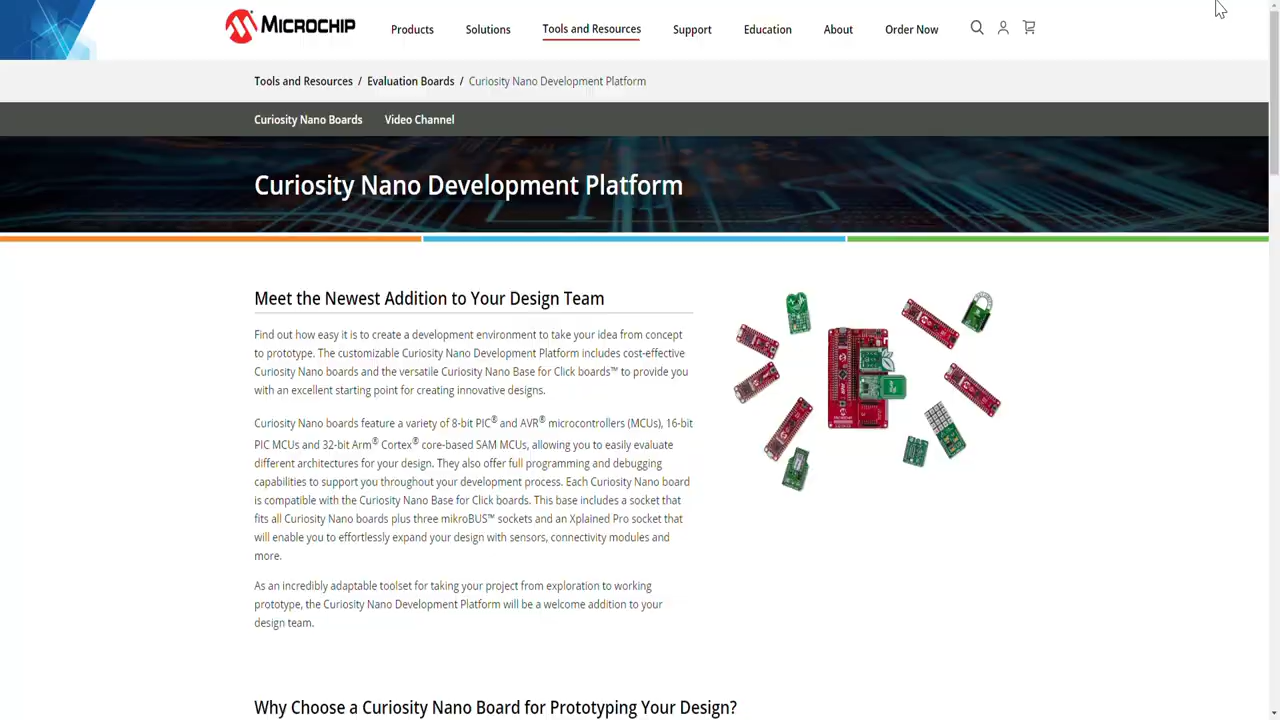 MICROCHIP
Products Solutions Tools and Resources Support Education About Order Now
Tools and Resources / Evaluation Boards / Curiosity Nano Development Platform
Curiosity Nano Boards Video Channel
Curiosity Nano Development Platform
Meet the Newest Addition to Your Design Team
Find out how easy it is to create a development environment to take your idea from concept
to prototype. The customizable Curiosity Nano Development Platform includes cost-effective
Curiosity Nano boards and the versatile Curiosity Nano Base for Click boards™ to provide you
with an excellent starting point for creating innovative designs.
Curiosity Nano boards feature a variety of 8-bit PIC® and AVR® microcontrollers (MCUs), 16-bit
PIC MCUs and 32-bit Arm® Cortex® core-based SAM MCUs, allowing you to easily evaluate
different architectures for your design. They also offer full programming and debugging
capabilities to support you throughout your development process. Each Curiosity Nano board
is compatible with the Curiosity Nano Base for Click boards. This base includes a socket that
fits all Curiosity Nano boards plus three mikroBUS™ sockets and an Xplained Pro socket that
will enable you to effortlessly expand your design with sensors, connectivity modules and
more.
As an incredibly adaptable toolset for taking your project from exploration to working
prototype, the Curiosity Nano Development Platform will be a welcome addition to your
design team.
Why Choose a Curiosity Nano Board for Prototyping Your Design?